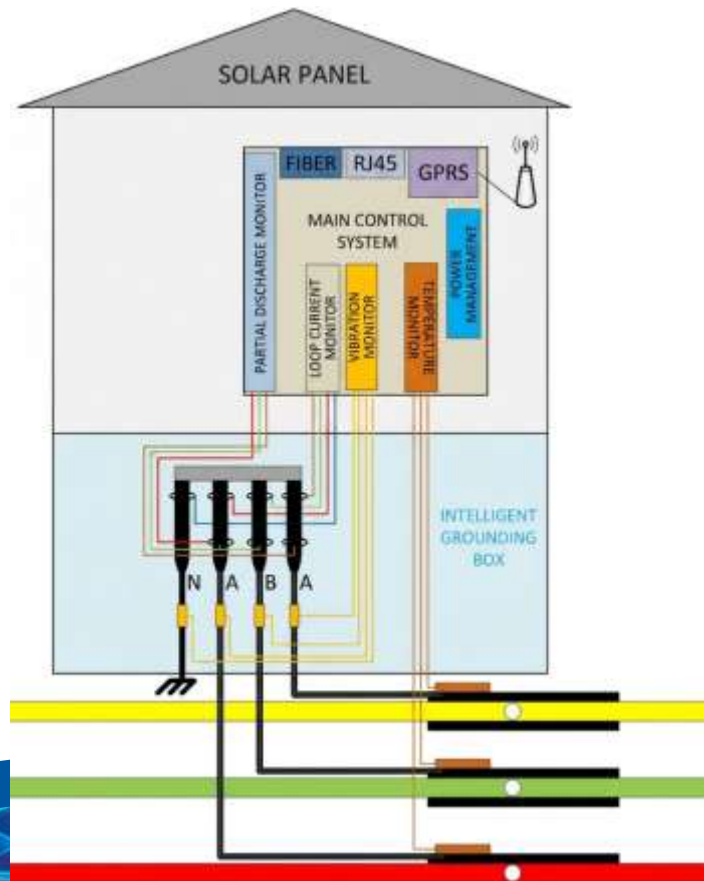 SOLAR PANEL
FIBER
RJ45
GPRS
MAIN CONTROL
SYSTEM
PARTIAL DISCHARGE MONITOR
LOOP CURRENT
MONITOR
VIBRATION
MONITOR
TEMPERATURE
MONITOR
POWER
MANAGEMENT
INTELLIGENT
GROUNDING
BOX
N A B A